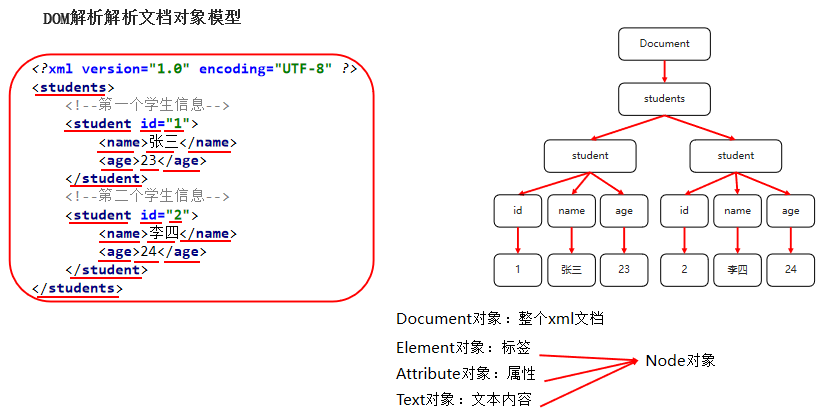 DOM解析解析文档对象模型
<?xml version="1.0" encoding="UTF-8" ?>
<students>
<!--第一个学生信息-->
<student id="1">
<name>张三</name>
<age>23</age>
</student>
<!--第二个学生信息-->
<student id="2">
<name>李四</name>
<age>24</age>
</student>
</students>
Document
students
student student
id name age id name age
1 张三 23 2 李四 24
Document对象：整个xml文档
Element对象：标签
Attribute对象：属性
Text对象：文本内容
Node对象